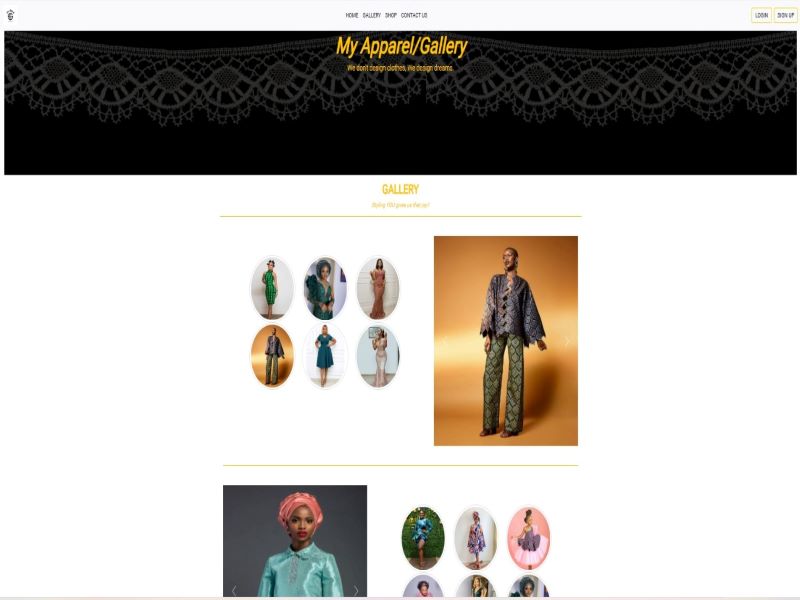 HOME GALLERY SHOP CONTACT US
LOGIN SIGN UP
My Apparel/Gallery
We don't design clothes, We design dreams.
GALLERY
Styling YOU gives us that joy!